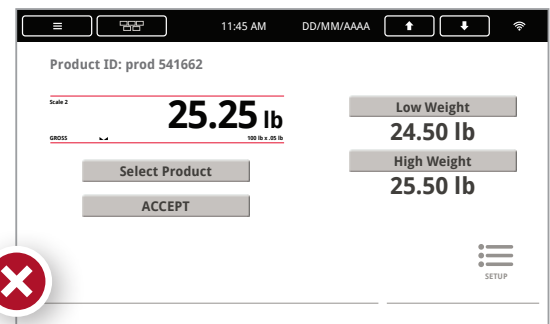 11:45 AM DD/MM/AAAA
Product ID: prod 541662
Scale 2
25.25 lb
GROSS 100 lb x .05 lb
Select Product
ACCEPT
Low Weight
24.50 lb
High Weight
25.50 lb
SETUP